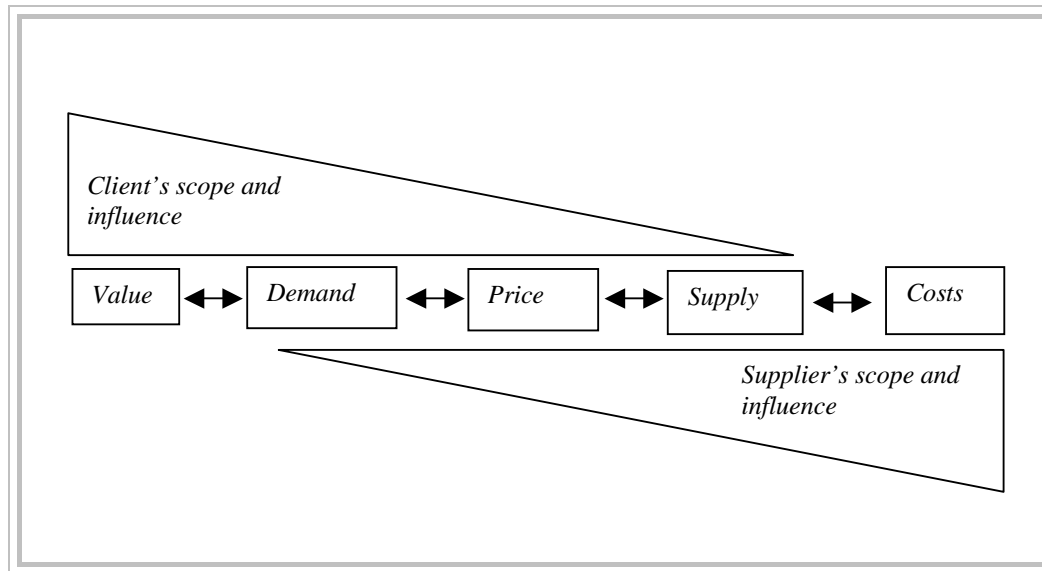 Client’s scope and
influence
Value
Demand
Price
Supply
Costs
Supplier’s scope and
influence